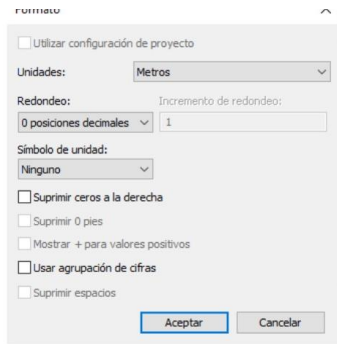 Formato
Utilizar configuración de proyecto
Unidades: Metros
Redondeo: Incremento de redondeo:
0 posiciones decimales 1
Símbolo de unidad:
Ninguno
Suprimir ceros a la derecha
Suprimir 0 pies
Mostrar + para valores positivos
Usar agrupación de cifras
Suprimir espacios
Aceptar Cancelar